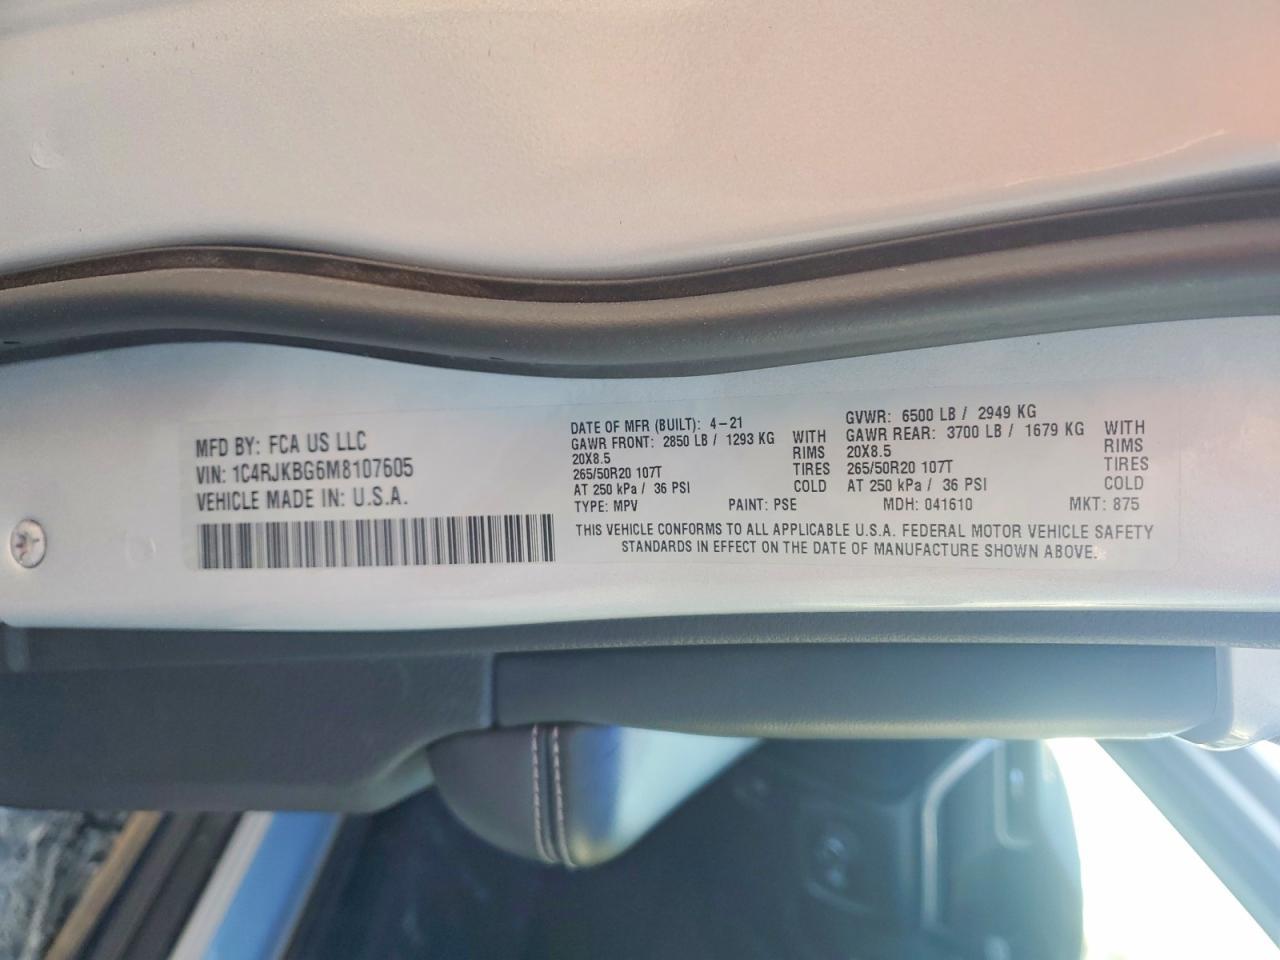 MFD BY: FCA US LLC
VIN: 1C4RJKBG6M8107605
VEHICLE MADE IN: U.S.A.
DATE OF MFR (BUILT): 4-21
GAWR FRONT: 2850 LB / 1293 KG WITH
20X8.5 RIMS
265/50R20 107T TIRES
AT 250 kPa / 36 PSI COLD
GVWR: 6500 LB / 2949 KG
GAWR REAR: 3700 LB / 1679 KG WITH
20X8.5 RIMS
265/50R20 107T TIRES
AT 250 kPa / 36 PSI COLD
TYPE: MPV PAINT: PSE MDH: 041610 MKT: 875
THIS VEHICLE CONFORMS TO ALL APPLICABLE U.S.A. FEDERAL MOTOR VEHICLE SAFETY
STANDARDS IN EFFECT ON THE DATE OF MANUFACTURE SHOWN ABOVE.